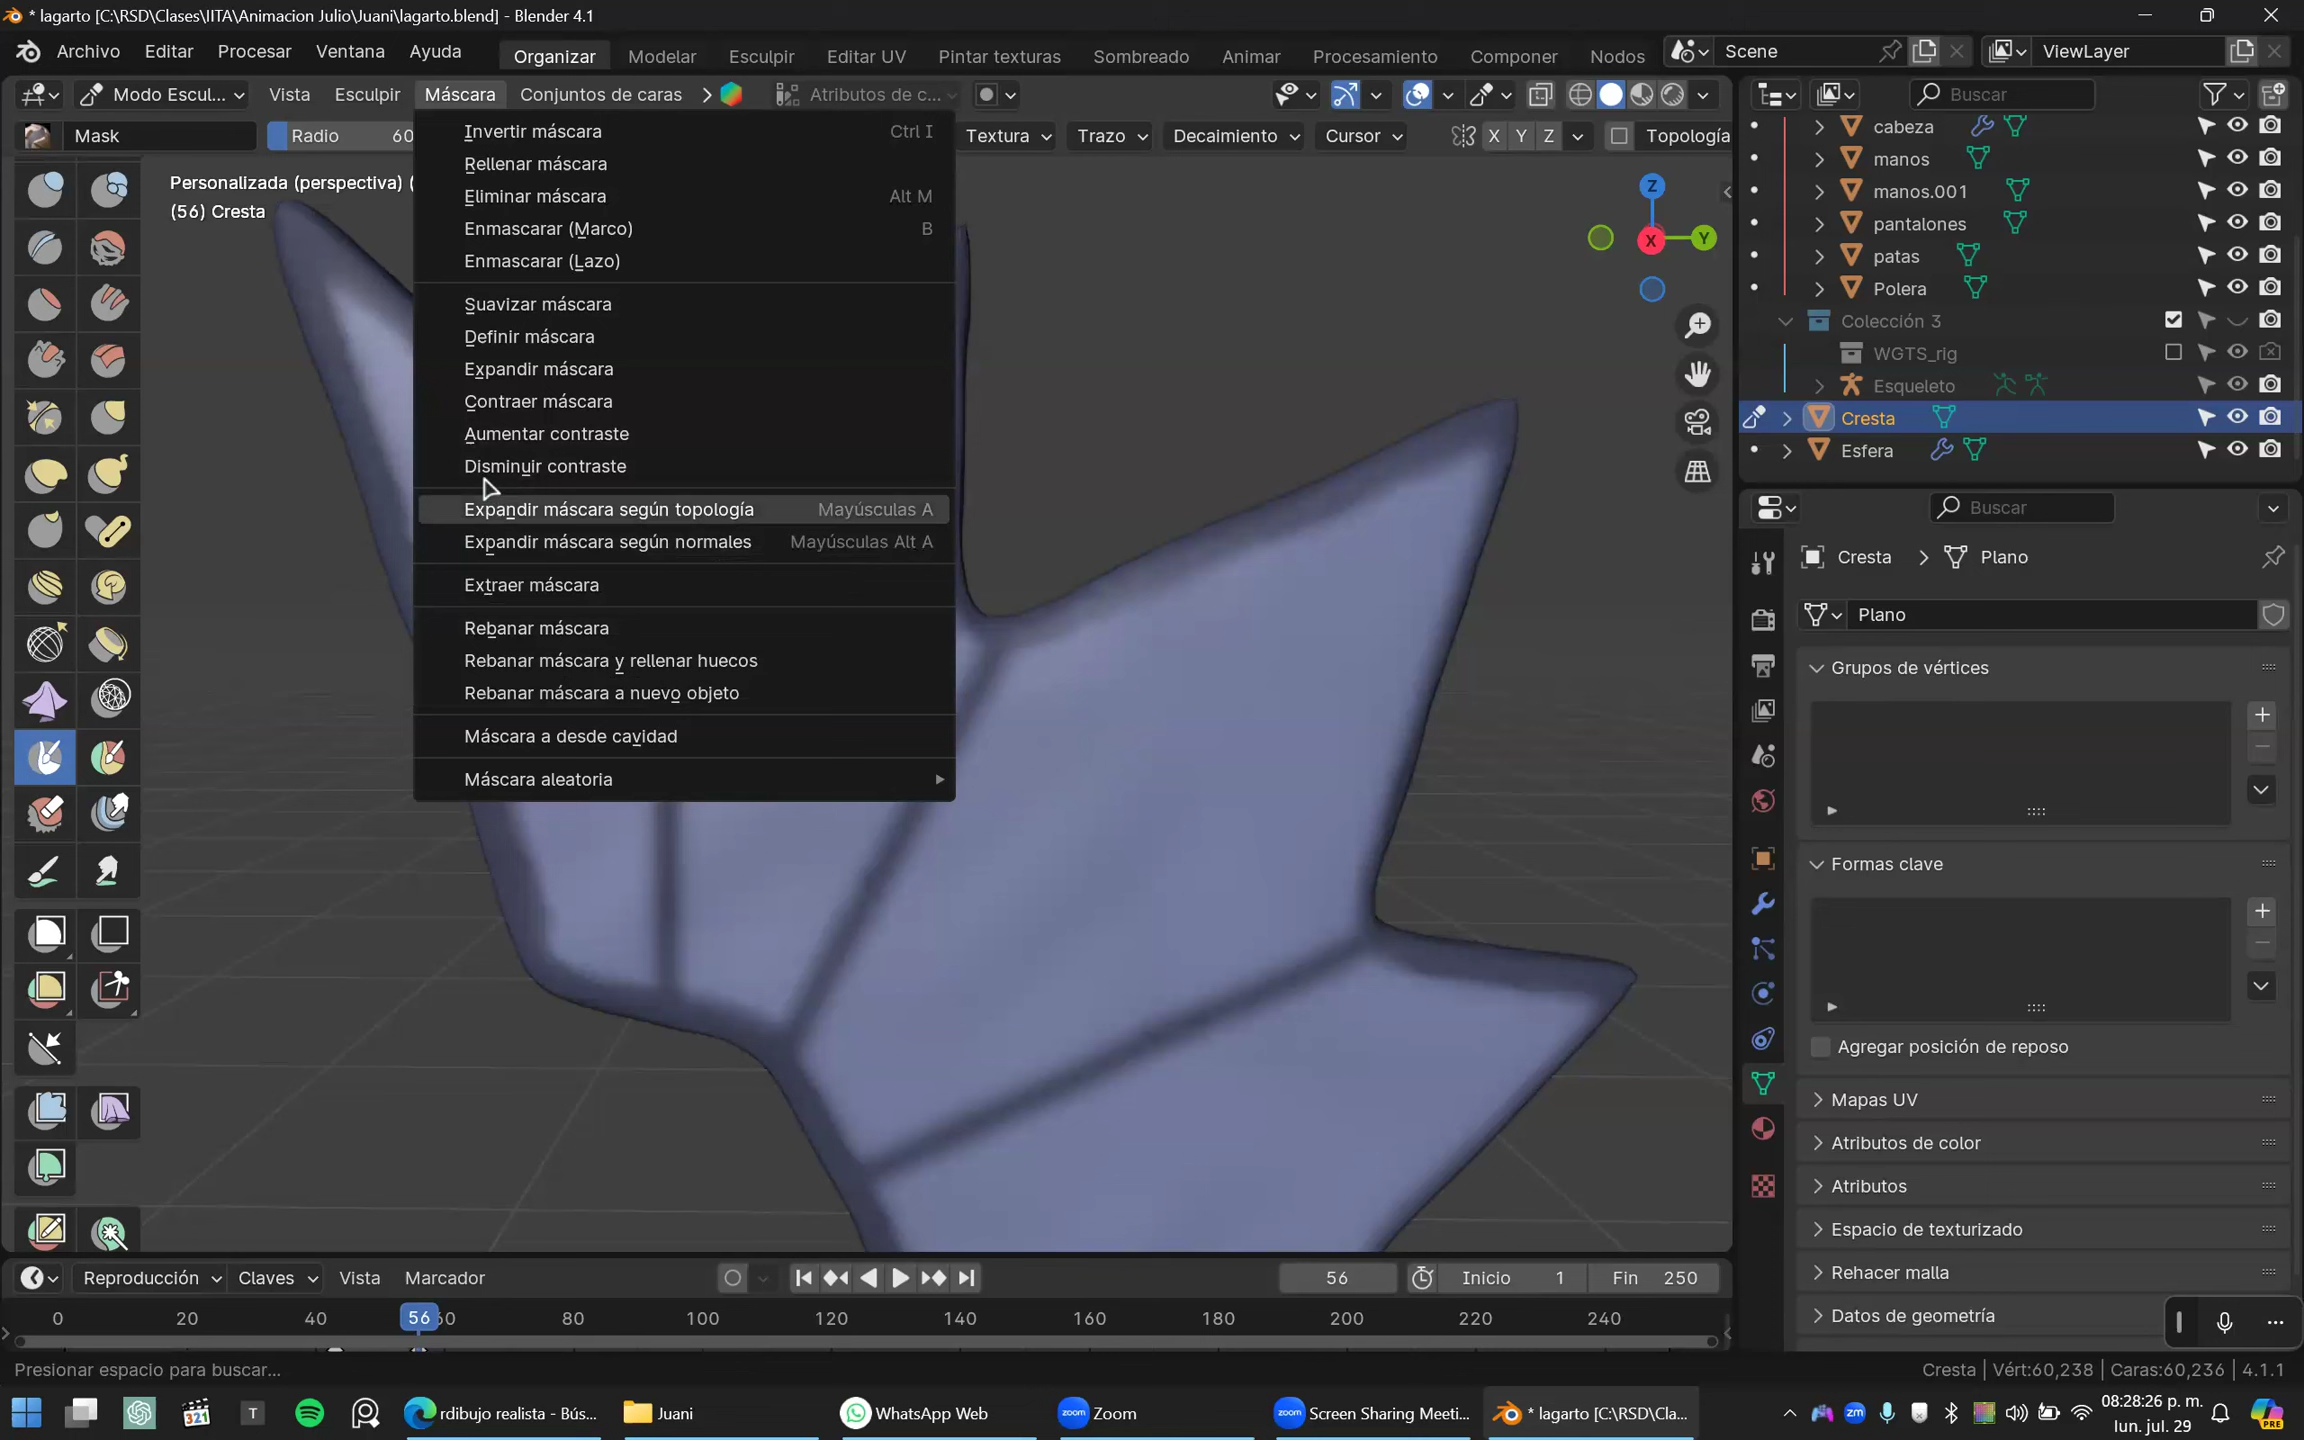 * lagarto [C:\RSD\Clases\IITA\Animacion Julio\Juani\lagarto.blend] - Blender 4.1
Archivo Editar Procesar Ventana Ayuda Organizar Modelar Esculpir Editar UV Pintar texturas Sombreado Animar Procesamiento Componer Nodos Scene ViewLayer
Modo Escul... Vista Esculpir Máscara Conjuntos de caras Atributos de c... Buscar
Mask Radio 60 Textura Trazo Decaimiento Cursor X Y Z Topología
Personalizada (perspectiva) (
(56) Cresta
Invertir máscara Ctrl I
Rellenar máscara
Eliminar máscara Alt M
Enmascarar (Marco) B
Enmascarar (Lazo)
Suavizar máscara
Definir máscara
Expandir máscara
Contraer máscara
Aumentar contraste
Disminuir contraste
Expandir máscara según topología Mayúsculas A
Expandir máscara según normales Mayúsculas Alt A
Extraer máscara
Rebanar máscara
Rebanar máscara y rellenar huecos
Rebanar máscara a nuevo objeto
Máscara a desde cavidad
Máscara aleatoria
Z
X
Y
cabeza
manos
manos.001
pantalones
patas
Polera
Colección 3
WGTS_rig
Esqueleto
Cresta
Esfera
Buscar
Cresta Plano
Plano
Grupos de vértices
Formas clave
Agregar posición de reposo
Mapas UV
Atributos de color
Atributos
Espacio de texturizado
Rehacer malla
Datos de geometría
Reproducción Claves Vista Marcador 56 Inicio 1 Fin 250
0 20 40 56 60 80 100 120 140 160 180 200 220 240
Presionar espacio para buscar... Cresta | Vért:60,238 | Caras:60,236 | 4.1.1
321 T rdibujo realista - Bús... Juani WhatsApp Web zoom Zoom zoom Screen Sharing Meeti... * lagarto [C:\RSD\Cla... zm 08:28:26 p. m. PRE
lun. jul. 29